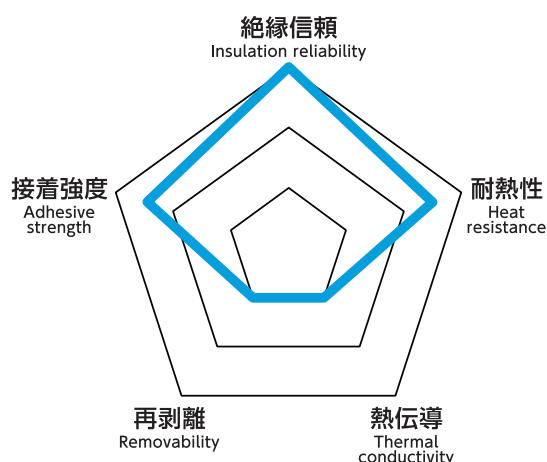 絶縁信頼
Insulation reliability
接着強度
Adhesive
strength
耐熱性
Heat
resistance
再剥離
Removability
熱伝導
Thermal
conductivity